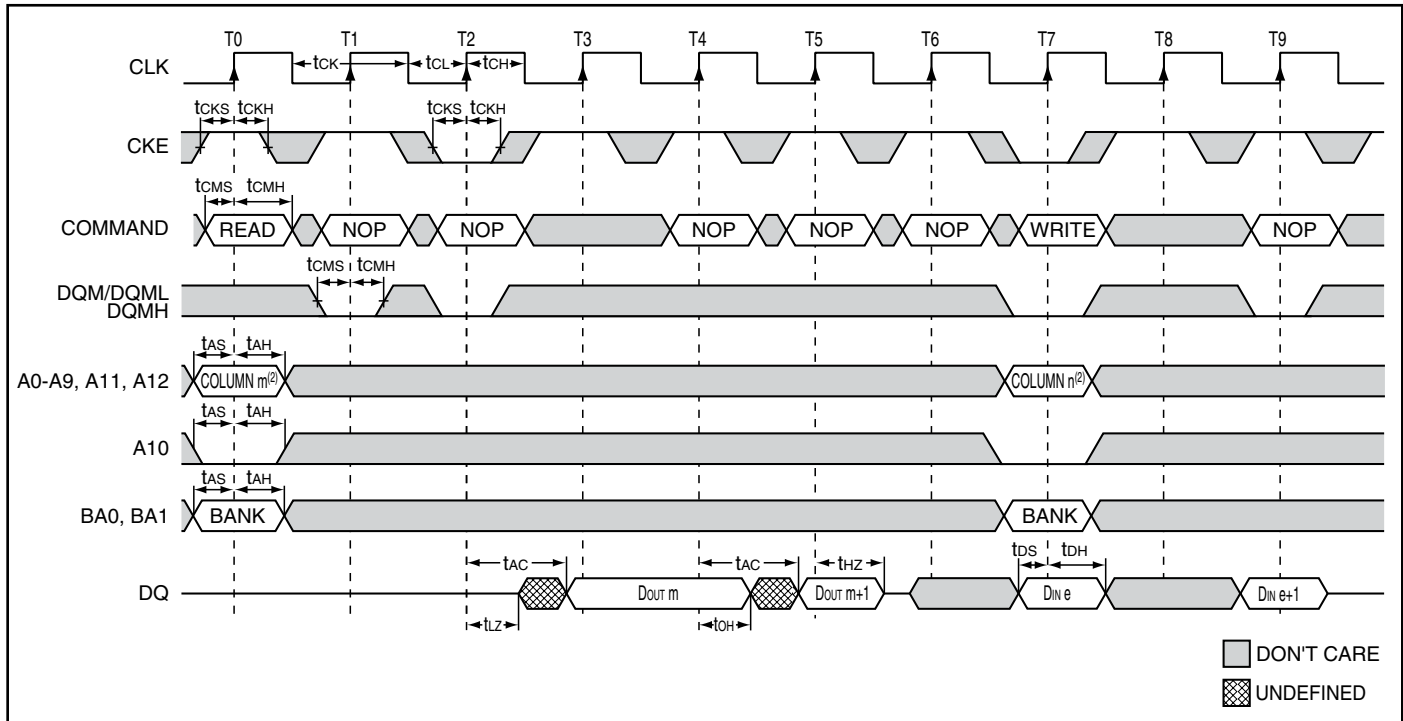 T0 T1 T2 T3 T4 T5 T6 T7 T8 T9
CLK
tCK tCL tCH
tCKS tCKH tCKS tCKH
CKE
tCMS tCMH
COMMAND READ NOP NOP NOP NOP NOP WRITE NOP
tCMS tCMH
DQM/DQML
DQMH
tAS tAH
A0-A9, A11, A12 COLUMN m(2) COLUMN n(2)
tAS tAH
A10
tAS tAH
BA0, BA1 BANK BANK
tAC tAC tHZ tDS tDH
DQ DOUT m DOUT m+1 DIN e DIN e+1
tLZ tOH
DON'T CARE
UNDEFINED